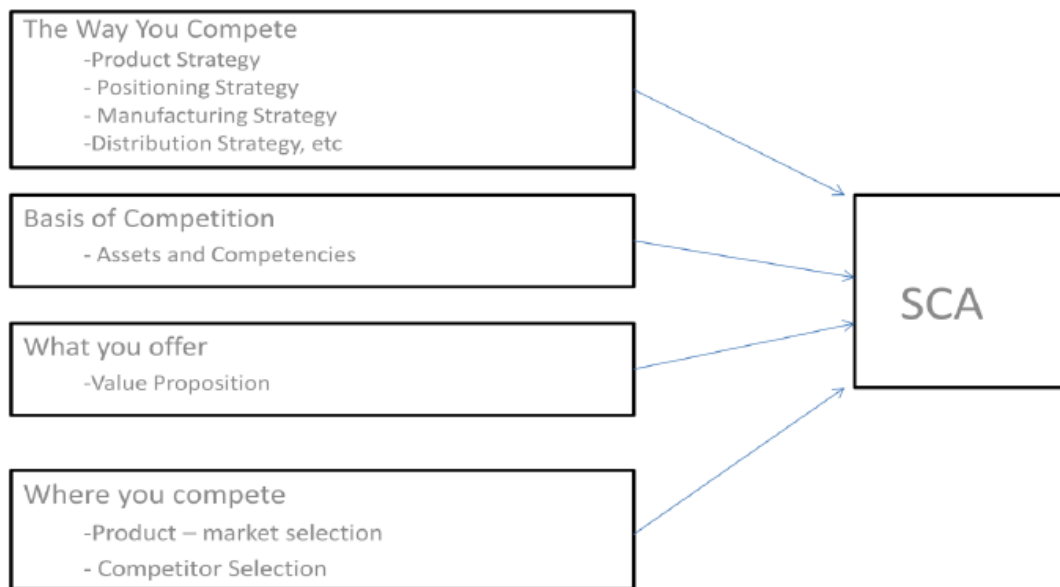 The Way You Compete
-Product Strategy
- Positioning Strategy
- Manufacturing Strategy
-Distribution Strategy, etc
Basis of Competition
- Assets and Competencies
What you offer
-Value Proposition
Where you compete
-Product – market selection
- Competitor Selection
SCA